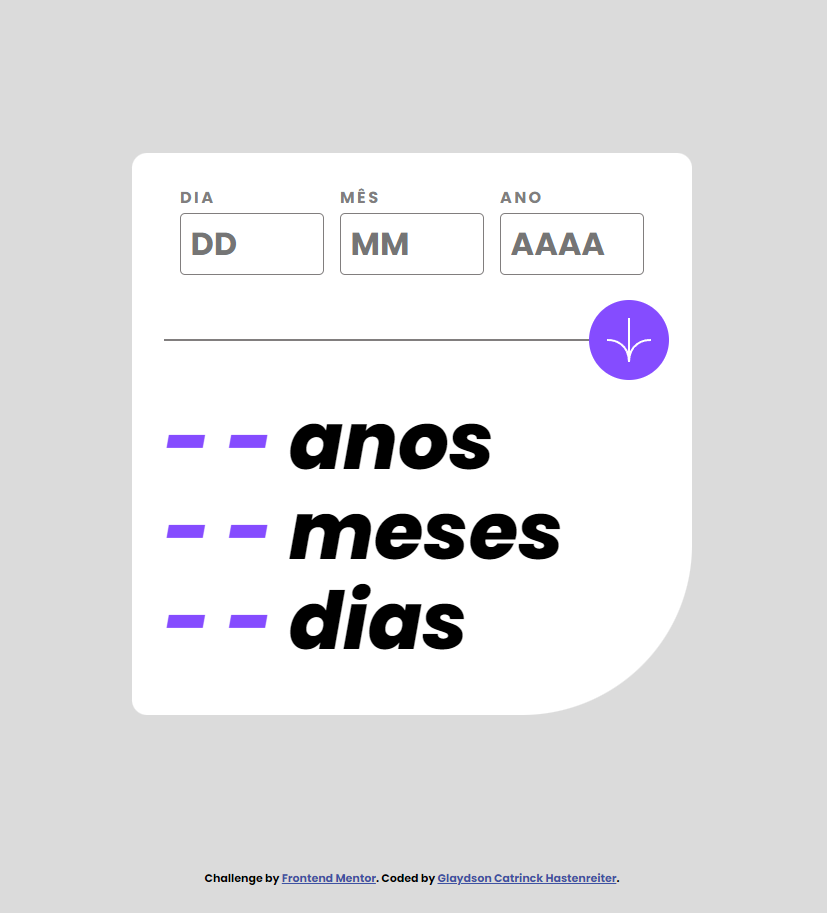 DIA MÊS ANO
DD MM AAAA
- - anos
- - meses
- - dias
Challenge by Frontend Mentor. Coded by Glaydson Catrinck Hastenreiter.